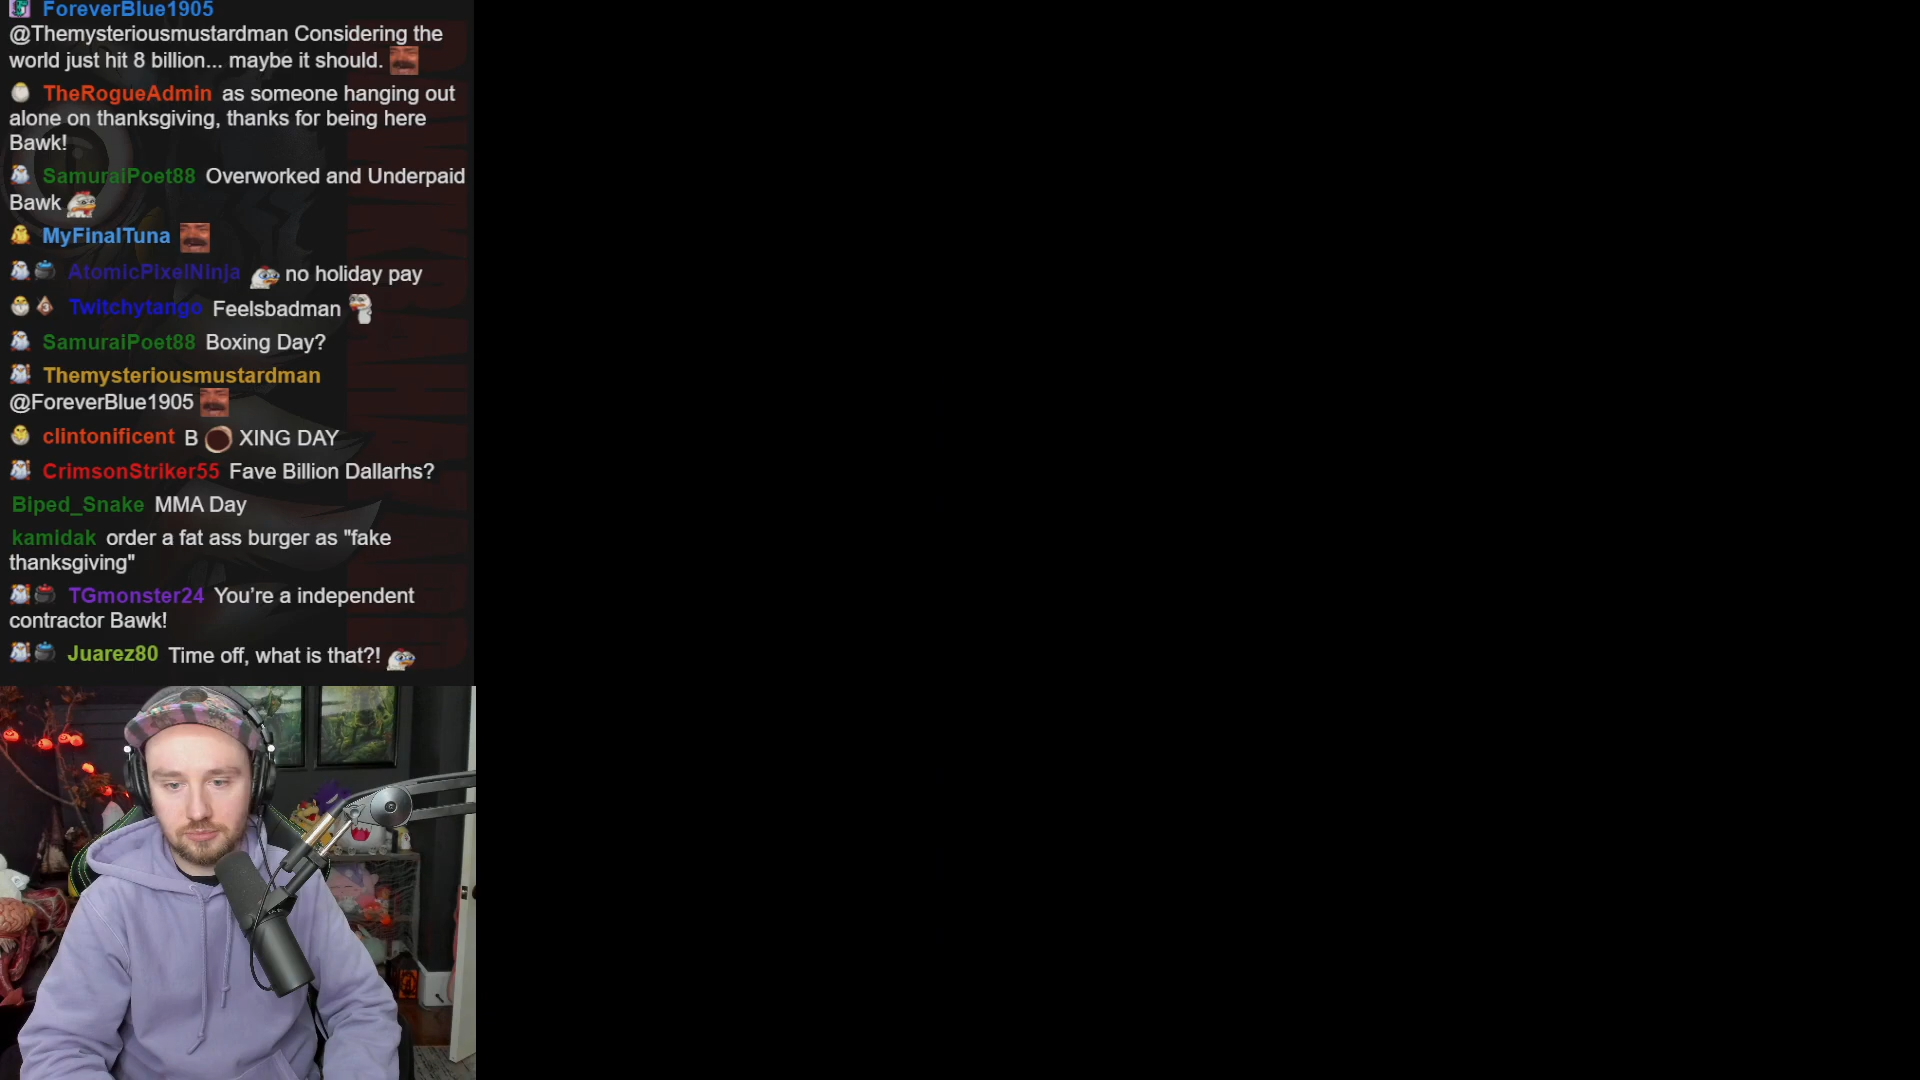 ForeverBlue1905
@Themysteriousmustardman Considering the
world just hit 8 billion... maybe it should.
TheRogueAdmin as someone hanging out
alone on thanksgiving, thanks for being here
Bawk!
SamuraiPoet88 Overworked and Underpaid
Bawk
MyFinalTuna
AtomicPixelNinja no holiday pay
Twitchytango Feelsbadman
SamuraiPoet88 Boxing Day?
Themysteriousmustardman
@ForeverBlue1905
clintonificent B XING DAY
CrimsonStriker55 Fave Billion Dallarhs?
Biped_Snake MMA Day
kamidak order a fat ass burger as "fake
thanksgiving"
TGmonster24 You’re a independent
contractor Bawk!
Juarez80 Time off, what is that?!